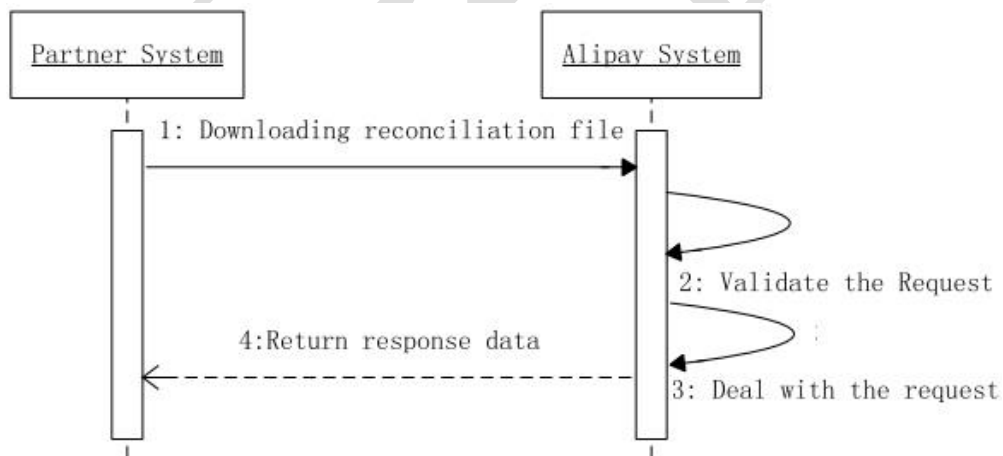 Partner System
Alipay System
1: Downloading reconciliation file
2: Validate the Request
4:Return response data
3: Deal with the request